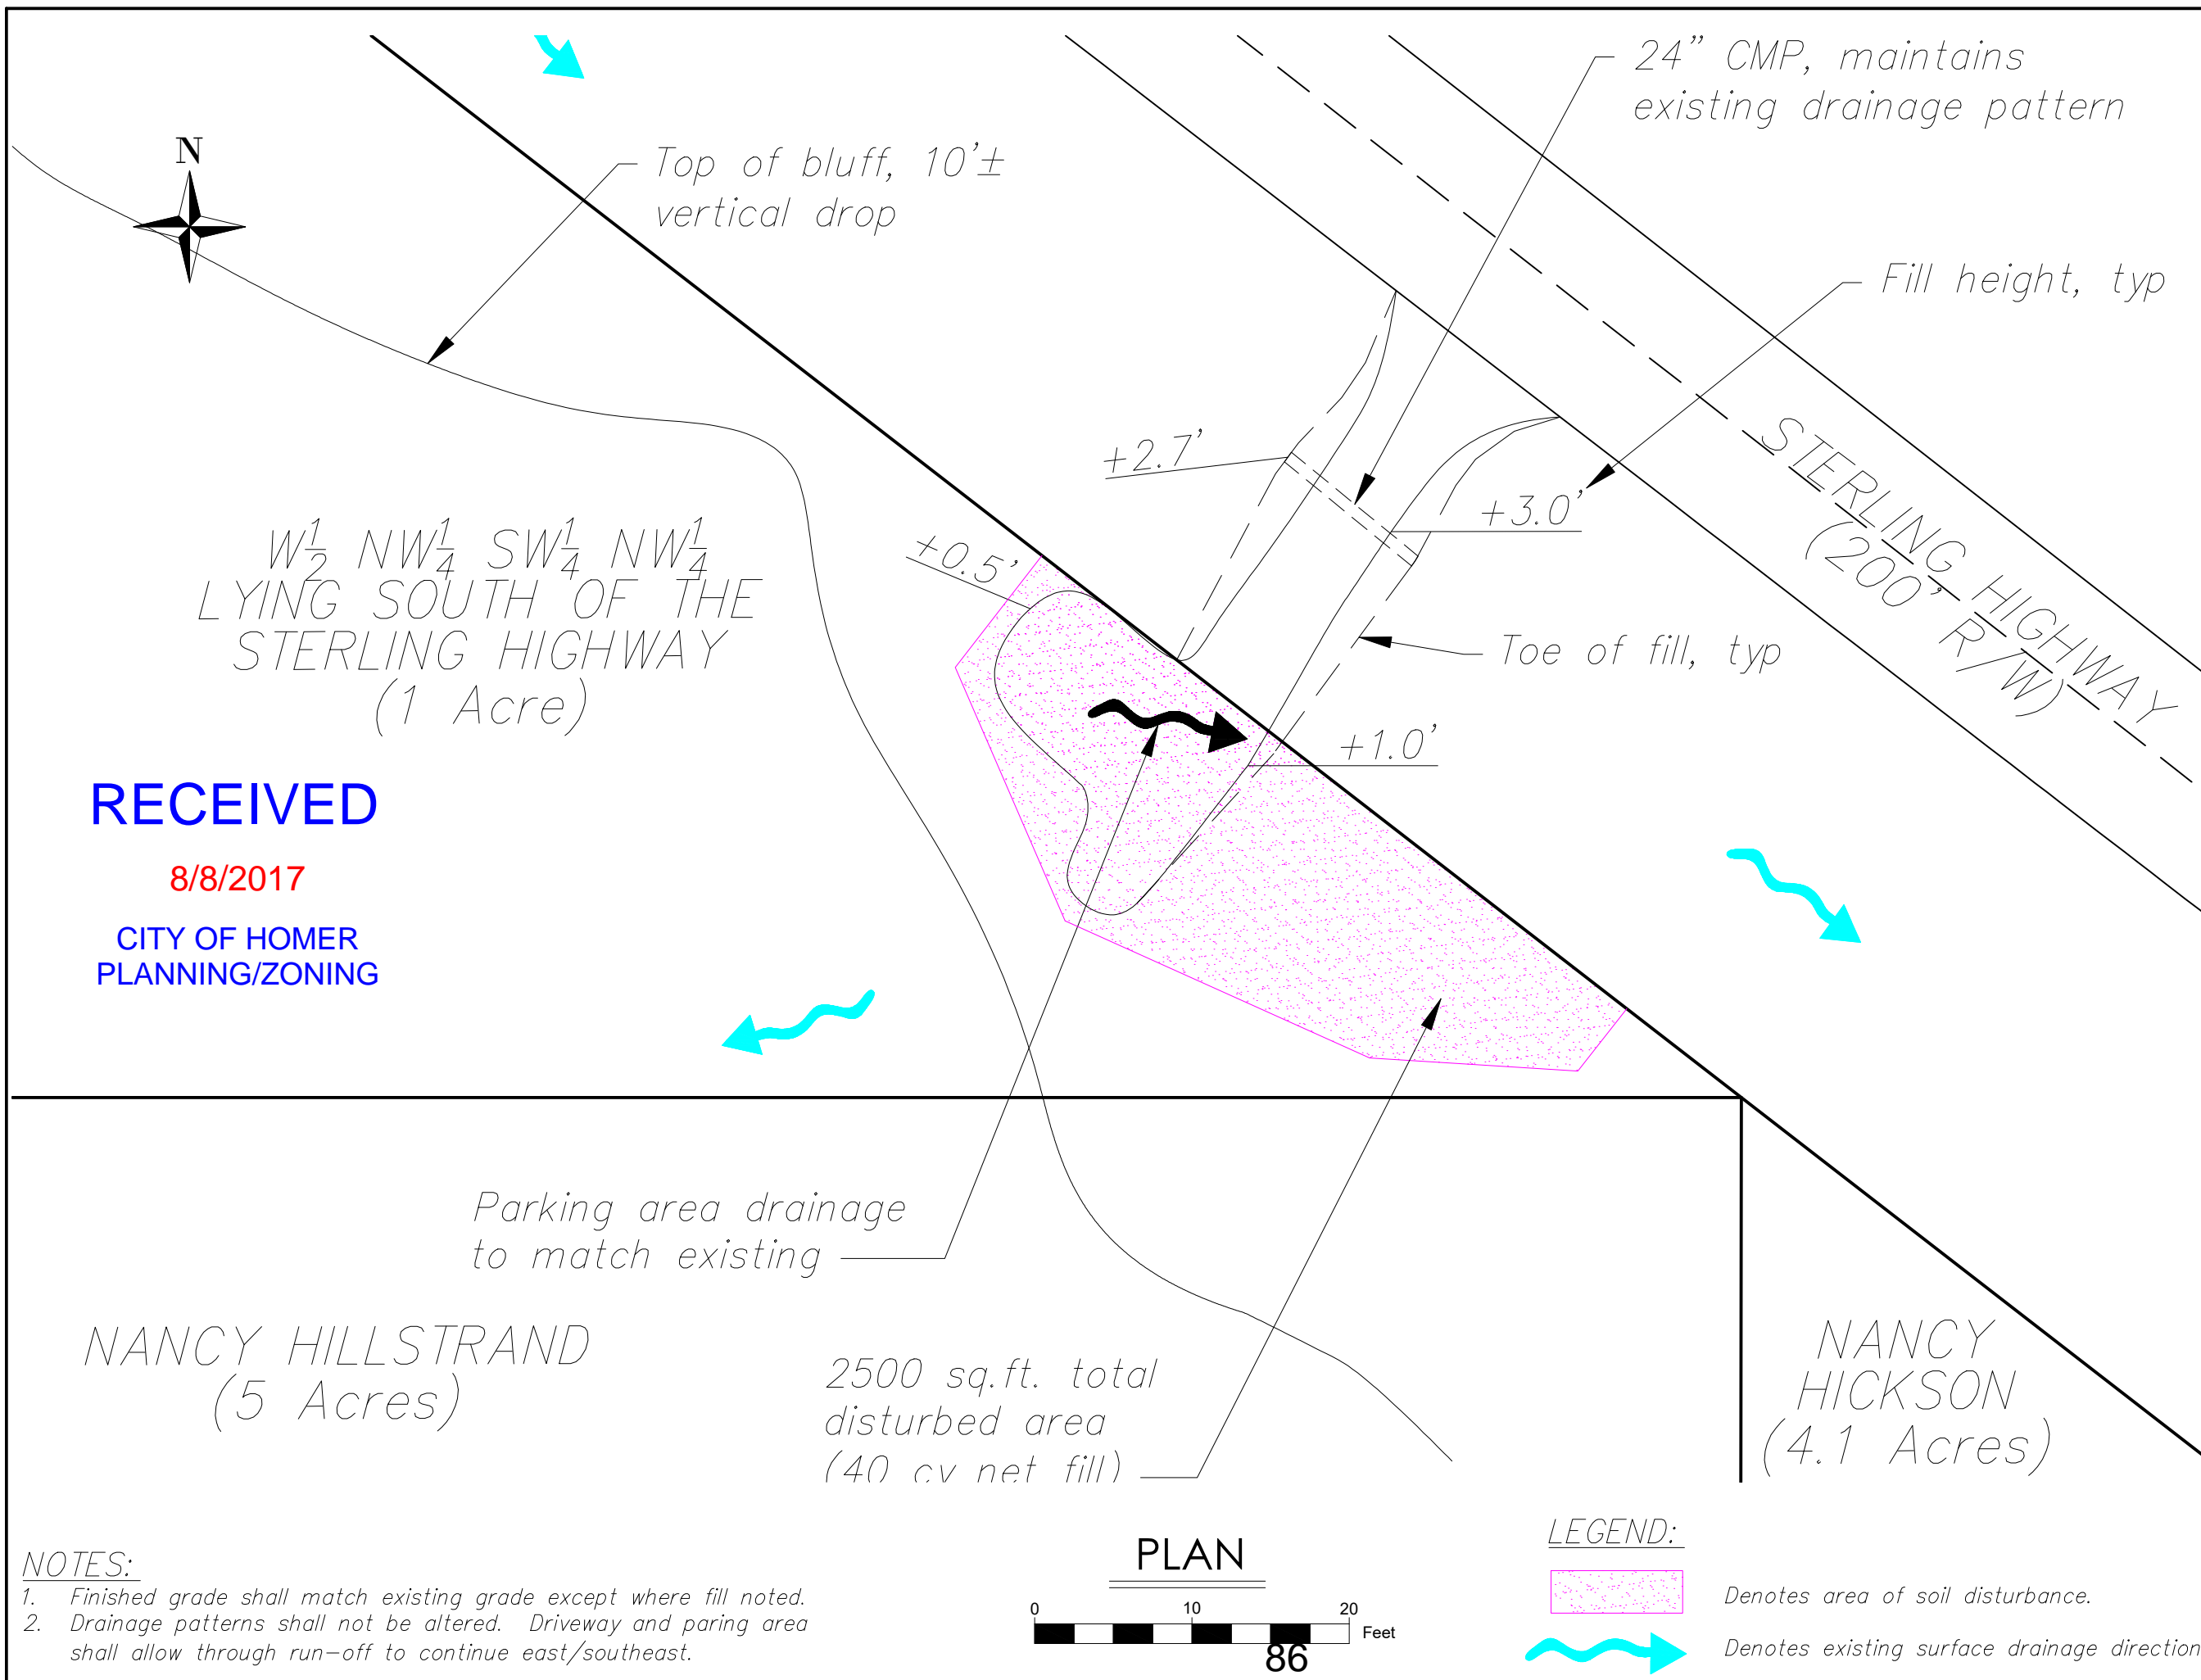 24” CMP, maintains
existing drainage pattern
N
Top of bluff, 10’±
vertical drop
Fill height, typ
+2.7’
+3.0’
STERLING HIGHWAY
(200’ R/W)
+0.5’
W1/2 NW1/4 SW1/4 NW1/4
LYING SOUTH OF THE
STERLING HIGHWAY
(1 Acre)
Toe of fill, typ
+1.0’
RECEIVED
8/8/2017
CITY OF HOMER
PLANNING/ZONING
Parking area drainage
to match existing
NANCY HILLSTRAND
(5 Acres)
2500 sq.ft. total
disturbed area
(40 cy net fill)
NANCY
HICKSON
(4.1 Acres)
NOTES:
1. Finished grade shall match existing grade except where fill noted.
2. Drainage patterns shall not be altered. Driveway and paring area
shall allow through run-off to continue east/southeast.
PLAN
0 10 20
Feet
86
LEGEND:
Denotes area of soil disturbance.
Denotes existing surface drainage direction